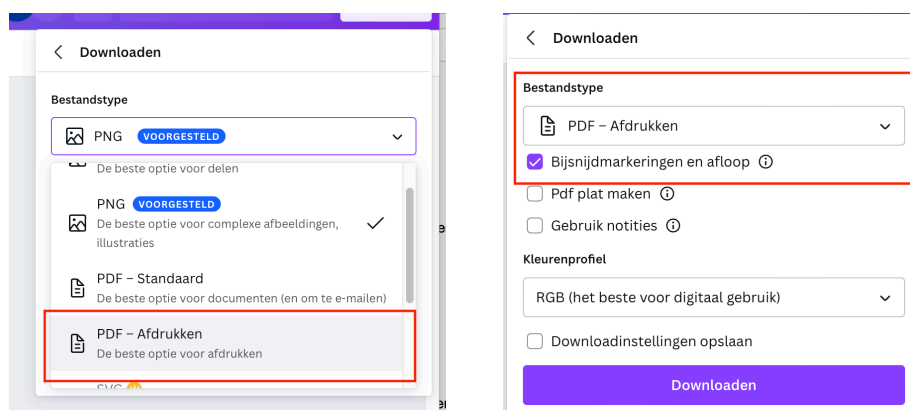 Downloaden
Bestandstype
PNG VOORGESTELD
De beste optie voor delen
PNG VOORGESTELD
De beste optie voor complexe afbeeldingen,
illustraties
PDF – Standaard
De beste optie voor documenten (en om te e-mailen)
PDF – Afdrukken
De beste optie voor afdrukken
Downloaden
Bestandstype
PDF – Afdrukken
Bijsnijdmarkeringen en afloop
Pdf plat maken
Gebruik notities
Kleurenprofiel
RGB (het beste voor digitaal gebruik)
Downloadinstellingen opslaan
Downloaden